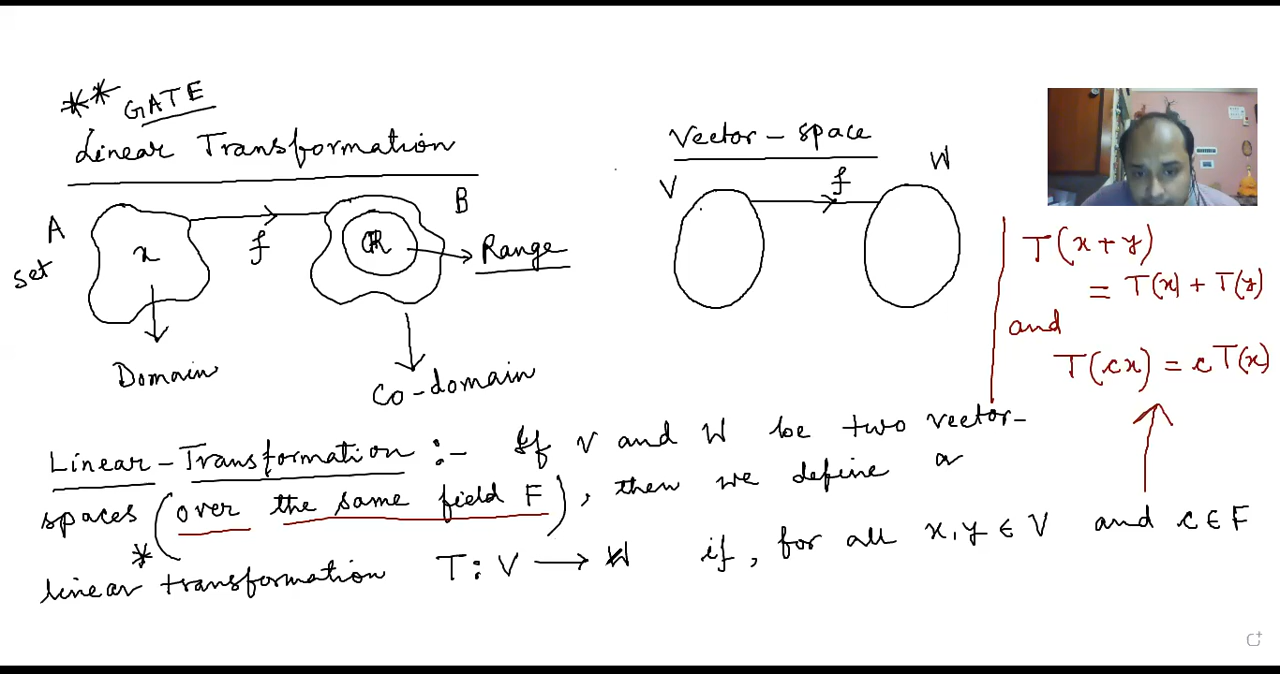 ** GATE
Linear Transformation
A
set
x
f
B
R
Range
Domain
Co-domain
Vector-space
V
f
W
T(x+y)
= T(x) + T(y)
and
T(cx) = cT(x)
Linear-Transformation :- If V and W be two vector-
spaces (over the same field F), then we define a
*
linear transformation T: V → W if, for all x, y ∈ V and c ∈ F